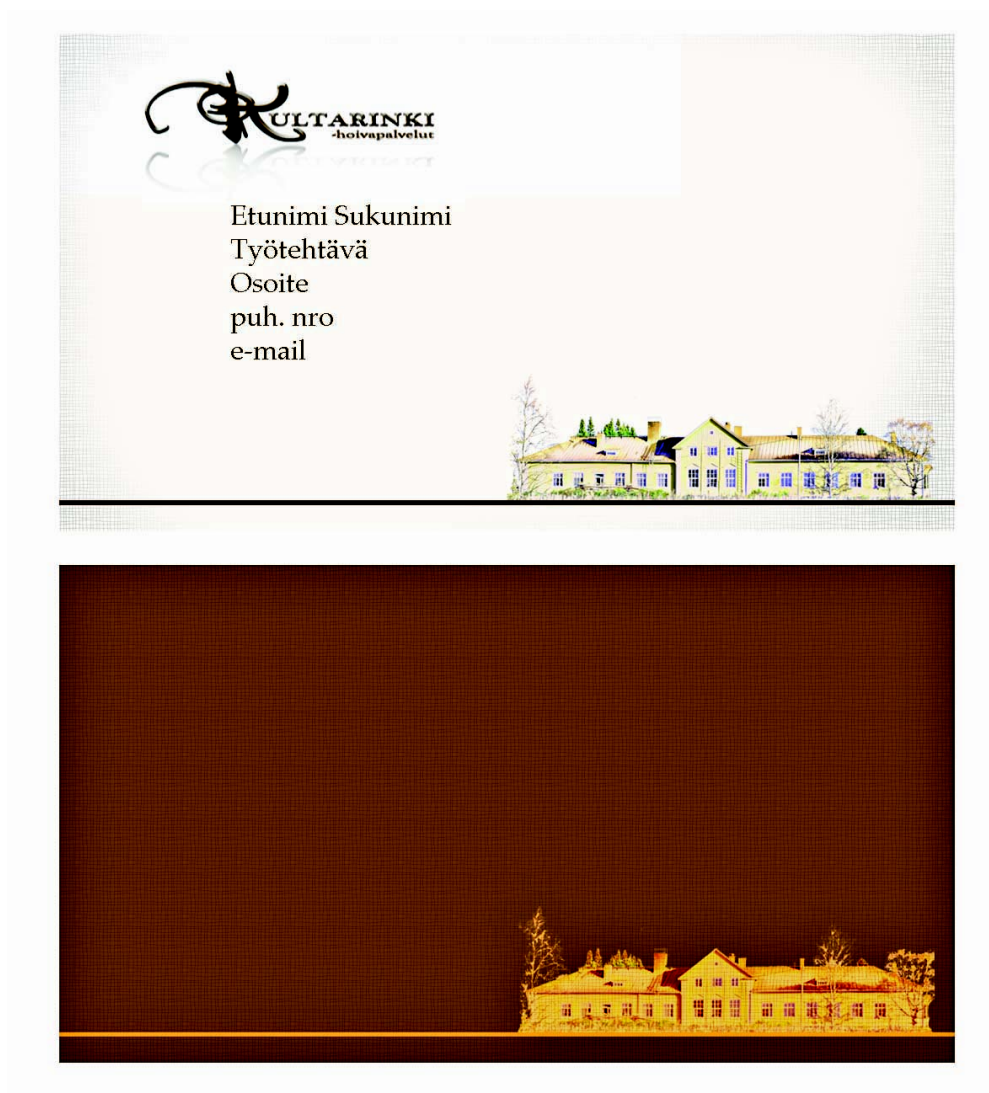 KULTARINKI
-hoivapalvelut
Etunimi Sukunimi
Työtehtävä
Osoite
puh. nro
e-mail